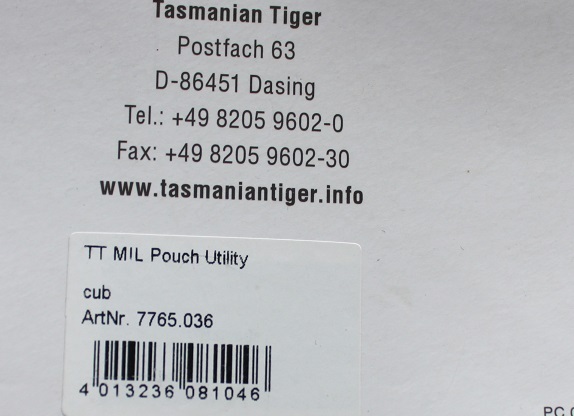 Tasmanian Tiger
Postfach 63
D-86451 Dasing
Tel.: +49 8205 9602-0
Fax: +49 8205 9602-30
www.tasmaniantiger.info
TT MIL Pouch Utility
cub
ArtNr. 7765.036
4 013236 081046